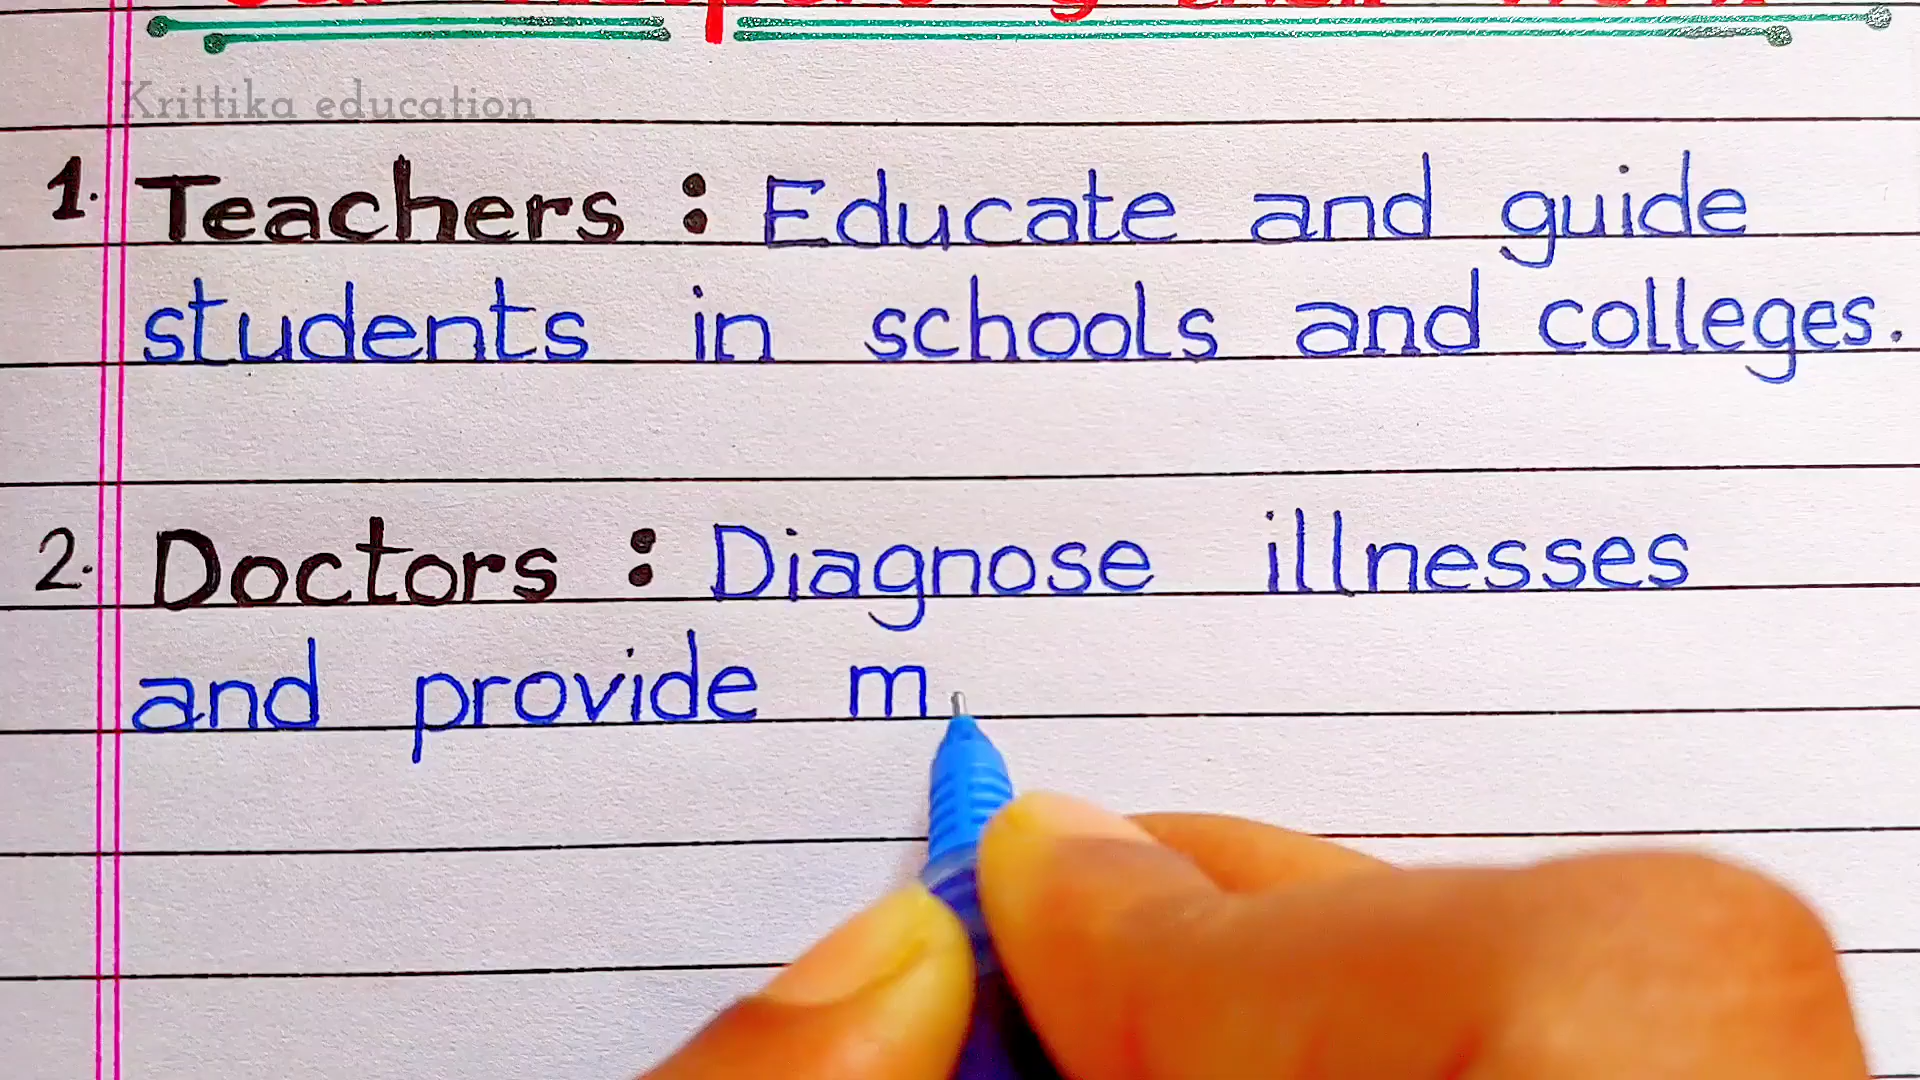 Krittika education
1. Teachers : Educate and guide
students in schools and colleges.
2. Doctors : Diagnose illnesses
and provide m